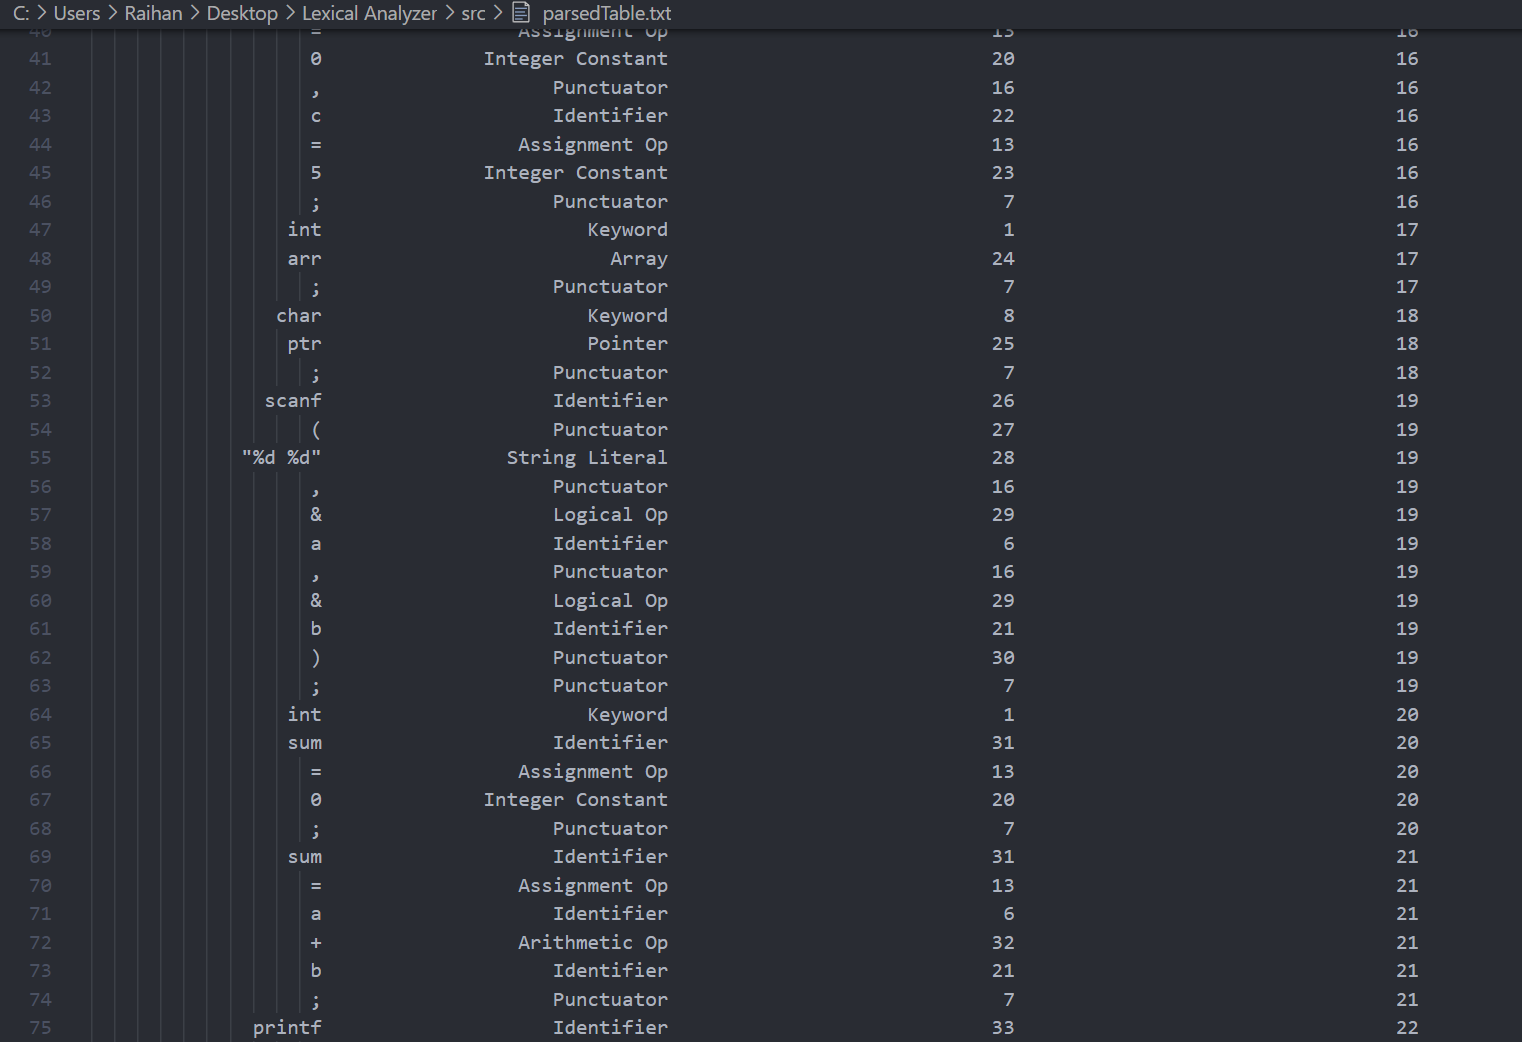 C: > Users > Raihan > Desktop > Lexical Analyzer > src > parsedTable.txt
40 = Assignment Op 13 16
41 0 Integer Constant 20 16
42 , Punctuator 16 16
43 c Identifier 22 16
44 = Assignment Op 13 16
45 5 Integer Constant 23 16
46 ; Punctuator 7 16
47 int Keyword 1 17
48 arr Array 24 17
49 ; Punctuator 7 17
50 char Keyword 8 18
51 ptr Pointer 25 18
52 ; Punctuator 7 18
53 scanf Identifier 26 19
54 ( Punctuator 27 19
55 "%d %d" String Literal 28 19
56 , Punctuator 16 19
57 & Logical Op 29 19
58 a Identifier 6 19
59 , Punctuator 16 19
60 & Logical Op 29 19
61 b Identifier 21 19
62 ) Punctuator 30 19
63 ; Punctuator 7 19
64 int Keyword 1 20
65 sum Identifier 31 20
66 = Assignment Op 13 20
67 0 Integer Constant 20 20
68 ; Punctuator 7 20
69 sum Identifier 31 21
70 = Assignment Op 13 21
71 a Identifier 6 21
72 + Arithmetic Op 32 21
73 b Identifier 21 21
74 ; Punctuator 7 21
75 printf Identifier 33 22